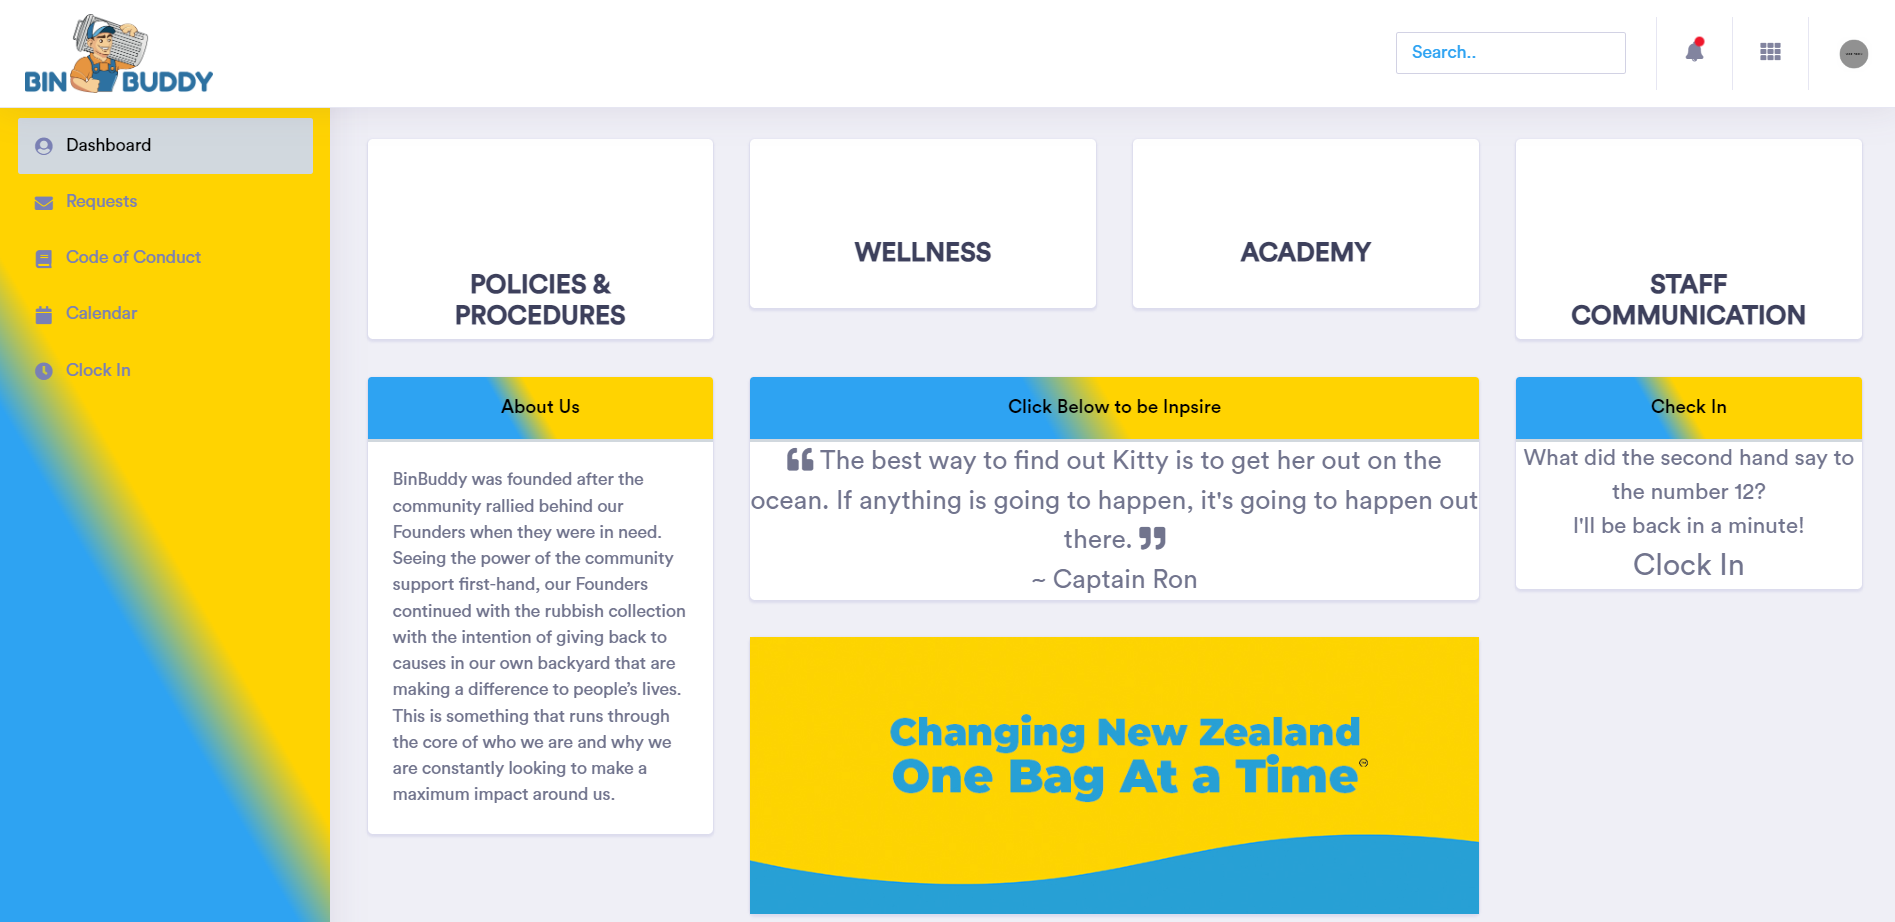 BIN BUDDY
Search..
Dashboard
Requests
Code of Conduct
Calendar
Clock In
POLICIES &
PROCEDURES
WELLNESS
ACADEMY
STAFF
COMMUNICATION
About Us
BinBuddy was founded after the
community rallied behind our
Founders when they were in need.
Seeing the power of the community
support first-hand, our Founders
continued with the rubbish collection
with the intention of giving back to
causes in our own backyard that are
making a difference to people’s lives.
This is something that runs through
the core of who we are and why we
are constantly looking to make a
maximum impact around us.
Click Below to be Inpsire
❝ The best way to find out Kitty is to get her out on the
ocean. If anything is going to happen, it's going to happen out
there. ❞
~ Captain Ron
Changing New Zealand
One Bag At a Time
Check In
What did the second hand say to
the number 12?
I'll be back in a minute!
Clock In